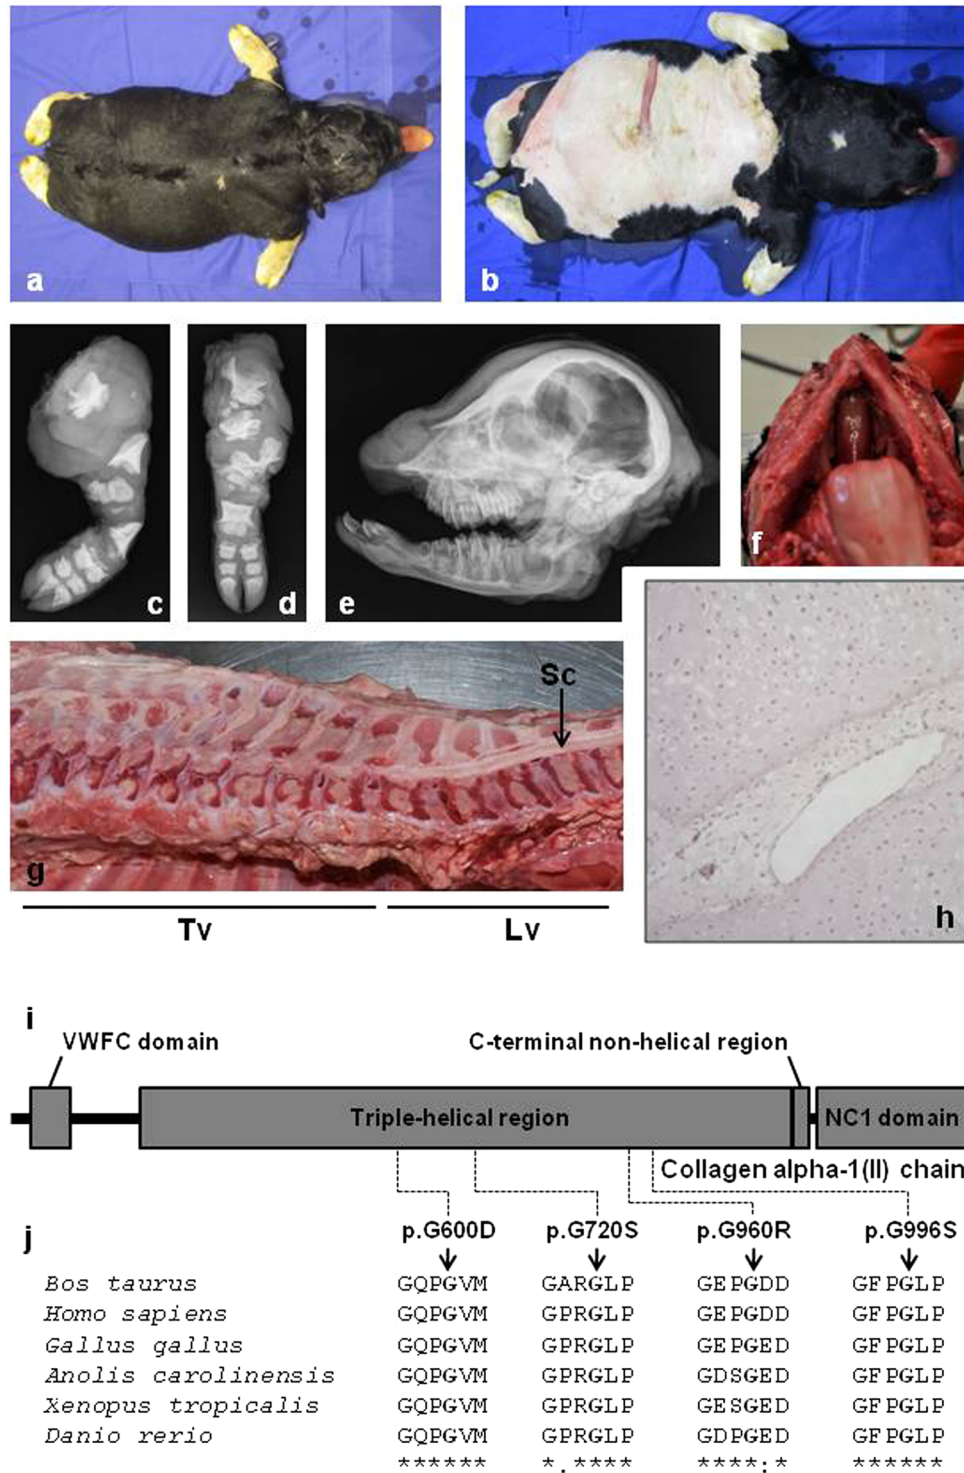 a
b
c
d
e
f
Sc
g
h
Tv
Lv
i
VWFC domain
C-terminal non-helical region
Triple-helical region
NC1 domain
Collagen alpha-1(II) chain
p.G600D p.G720S p.G960R p.G996S
j
Bos taurus GQPGVM GARGLP GEPGDD GFPGLP
Homo sapiens GQPGVM GPRGLP GEPGDD GFPGLP
Gallus gallus GQPGVM GPRGLP GEPGED GFPGLP
Anolis carolinensis GQPGVM GPRGLP GDSGED GFPGLP
Xenopus tropicalis GQPGVM GPRGLP GESGED GFPGLP
Danio rerio GQPGVM GPRGLP GDPGED GFPGLP
****** *.**** ****:* ******